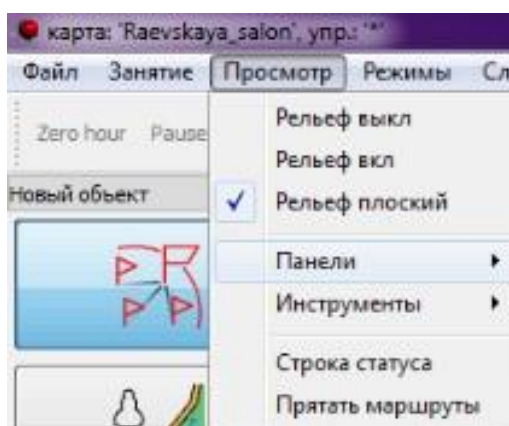 карта: 'Raevskaya_salon', упр.: '*'
Файл Занятие Просмотр Режимы Сл
Zero hour Pause
Рельеф выкл
Рельеф вкл
Новый объект
Рельеф плоский
Панели
Инструменты
Строка статуса
Прятать маршруты